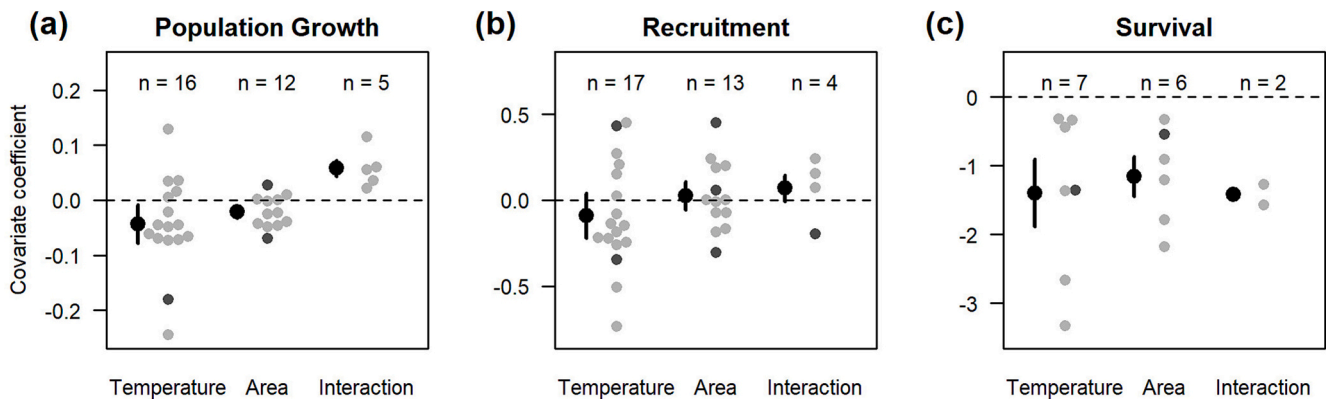 (a) Population Growth
n = 16 n = 12 n = 5
0.2
0.1
0.0
-0.1
-0.2
Covariate coefficient
Temperature Area Interaction
(b) Recruitment
n = 17 n = 13 n = 4
0.5
0.0
-0.5
Temperature Area Interaction
(c) Survival
n = 7 n = 6 n = 2
0
-1
-2
-3
Temperature Area Interaction